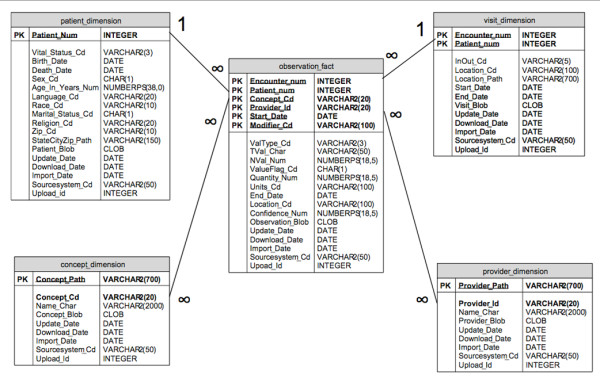 patient_dimension
PK Patient_Num INTEGER
Vital_Status_Cd VARCHAR2(3)
Birth_Date DATE
Death_Date DATE
Sex_Cd CHAR(1)
Age_In_Years_Num NUMBERPS(38,0)
Language_Cd VARCHAR2(20)
Race_Cd VARCHAR2(10)
Marital_Status_Cd CHAR(1)
Religion_Cd VARCHAR2(20)
Zip_Cd VARCHAR2(10)
StateCityZip_Path VARCHAR2(150)
Patient_Blob CLOB
Update_Date DATE
Download_Date DATE
Import_Date DATE
Sourcesystem_Cd VARCHAR2(50)
Upload_Id INTEGER
1
∞
∞
observation_fact
PK Encounter_num INTEGER
PK Patient_num INTEGER
PK Concept_Cd VARCHAR2(20)
PK Provider_Id VARCHAR2(20)
PK Start_Date DATE
PK Modifier_Cd VARCHAR2(100)
ValType_Cd VARCHAR2(3)
TVal_Char VARCHAR2(50)
NVal_Num NUMBERPS(18,5)
ValueFlag_Cd CHAR(1)
Quantity_Num NUMBERPS(18,5)
Units_Cd VARCHAR2(100)
End_Date DATE
Location_Cd VARCHAR2(100)
Confidence_Num NUMBERPS(18,5)
Observation_Blob CLOB
Update_Date DATE
Download_Date DATE
Import_Date DATE
Sourcesystem_Cd VARCHAR2(50)
Upoad_Id INTEGER
1
∞
∞
visit_dimension
PK Encounter_num INTEGER
PK Patient_num INTEGER
InOut_Cd VARCHAR2(5)
Location_Cd VARCHAR2(100)
Location_Path VARCHAR2(700)
Start_Date DATE
End_Date DATE
Visit_Blob CLOB
Update_Date DATE
Download_Date DATE
Import_Date DATE
Sourcesystem_Cd VARCHAR2(50)
Upload_Id INTEGER
concept_dimension
PK Concept_Path VARCHAR2(700)
Concept_Cd VARCHAR2(20)
Name_Char VARCHAR2(2000)
Concept_Blob CLOB
Update_Date DATE
Download_Date DATE
Import_Date DATE
Sourcesystem_Cd VARCHAR2(50)
Upload_Id INTEGER
∞
∞
provider_dimension
PK Provider_Path VARCHAR2(700)
Provider_Id VARCHAR2(20)
Name_Char VARCHAR2(2000)
Provider_Blob CLOB
Update_Date DATE
Download_Date DATE
Import_Date DATE
Sourcesystem_Cd VARCHAR2(50)
Upload_Id INTEGER